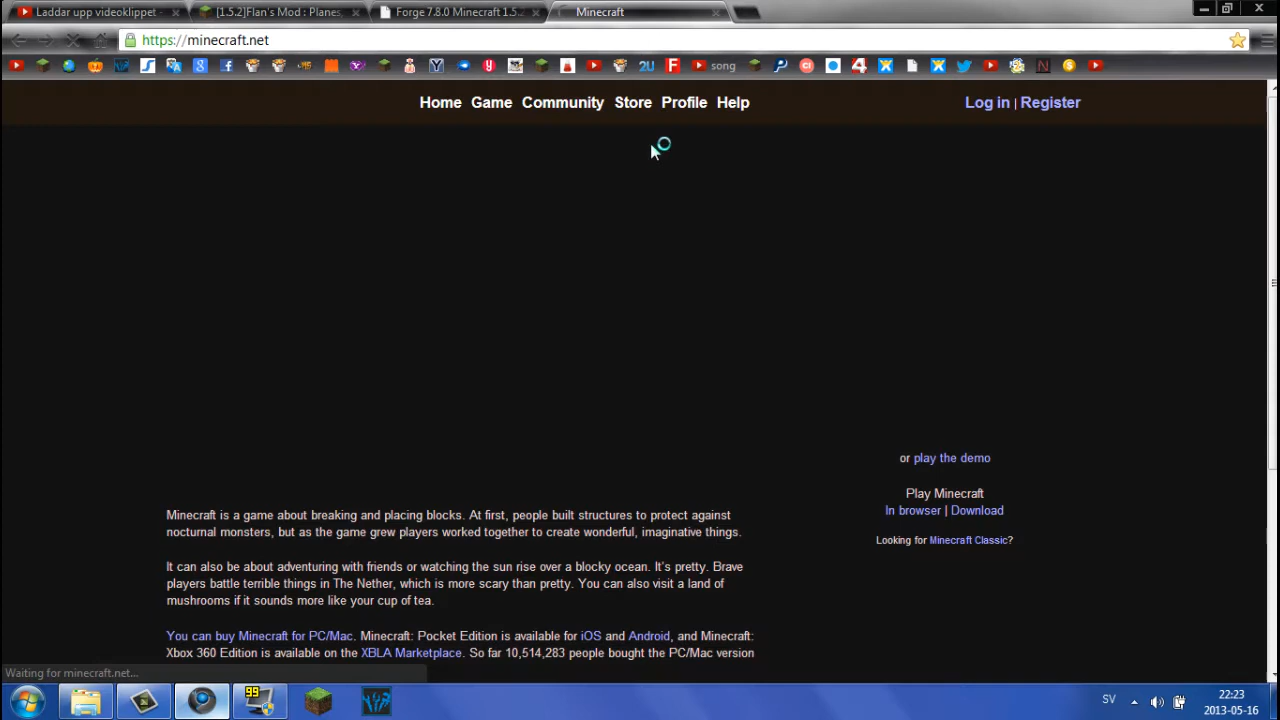 Laddar upp videoklippet -
[1.5.2]Flan's Mod : Planes,
Forge 7.8.0 Minecraft 1.5.
Minecraft
https://minecraft.net
song
Home Game Community Store Profile Help
Log in | Register
or play the demo
Play Minecraft
In browser | Download
Looking for Minecraft Classic?
Minecraft is a game about breaking and placing blocks. At first, people built structures to protect against
nocturnal monsters, but as the game grew players worked together to create wonderful, imaginative things.
It can also be about adventuring with friends or watching the sun rise over a blocky ocean. It's pretty. Brave
players battle terrible things in The Nether, which is more scary than pretty. You can also visit a land of
mushrooms if it sounds more like your cup of tea.
You can buy Minecraft for PC/Mac. Minecraft: Pocket Edition is available for iOS and Android, and Minecraft:
Xbox 360 Edition is available on the XBLA Marketplace. So far 10,514,283 people bought the PC/Mac version
Waiting for minecraft.net...
99
SV
22:23
2013-05-16